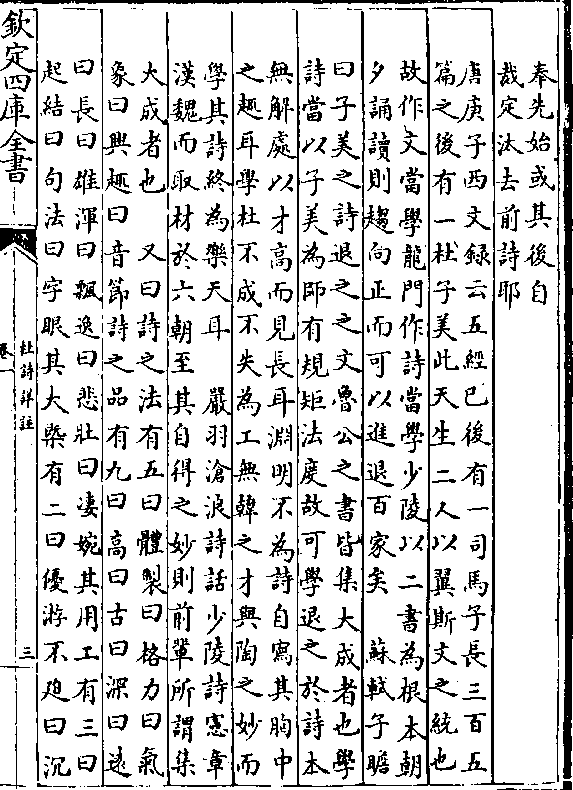 奉先始或其後自
裁定汰去前詩耶
唐庚子西文録云五經已後有一司馬子長三百五
篇之後有一杜子美此天生二人以翼斯文之統也
故作文當學龍門作詩當學少陵以二書為根本朝
夕誦讀則趨向正而可以進退百家矣　蘇軾子瞻
曰子美之詩退之之文魯公之書皆集大成者也學
詩當以子美為師有規矩法度故可學退之於詩本
無解處以才高而見長耳淵明不為詩自寫其胸中
之趣耳學杜不成不失為工無韓之才與陶之妙而
學其詩終為樂天耳　嚴羽滄浪詩話少陵詩憲章
漢魏而取材於六朝至其自得之妙則前輩所謂集
大成者也　又曰詩之法有五曰體製曰格力曰氣
象曰興趣曰音節詩之品有九曰高曰古曰深曰遠
曰長曰雄渾曰飄逸曰悲壯曰凄婉其用工有三曰
起結曰句法曰字眼其大槩有二曰優游不廹曰沉
欽定四庫全書
杜詩詳註
卷一
三